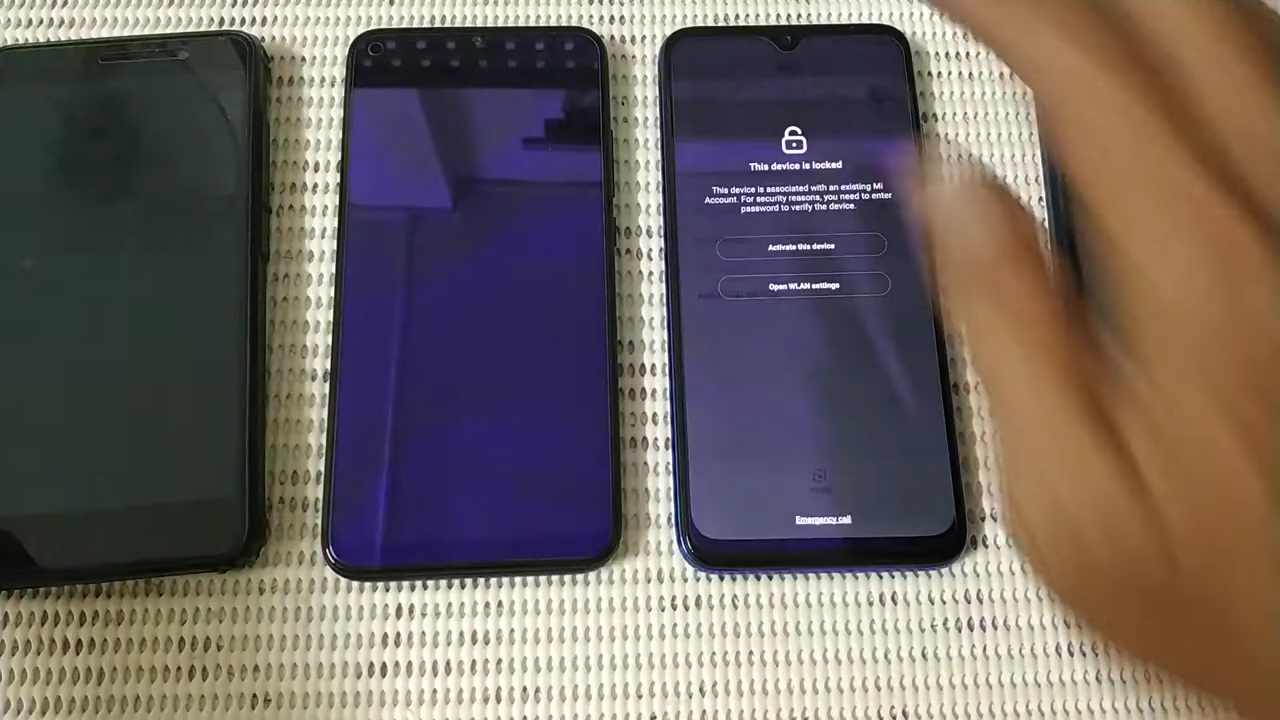 This device is locked
This device is associated with an existing Mi
Account. For security reasons, you need to enter
password to verify the device.
Activate this device
Open WLAN settings
Emergency call